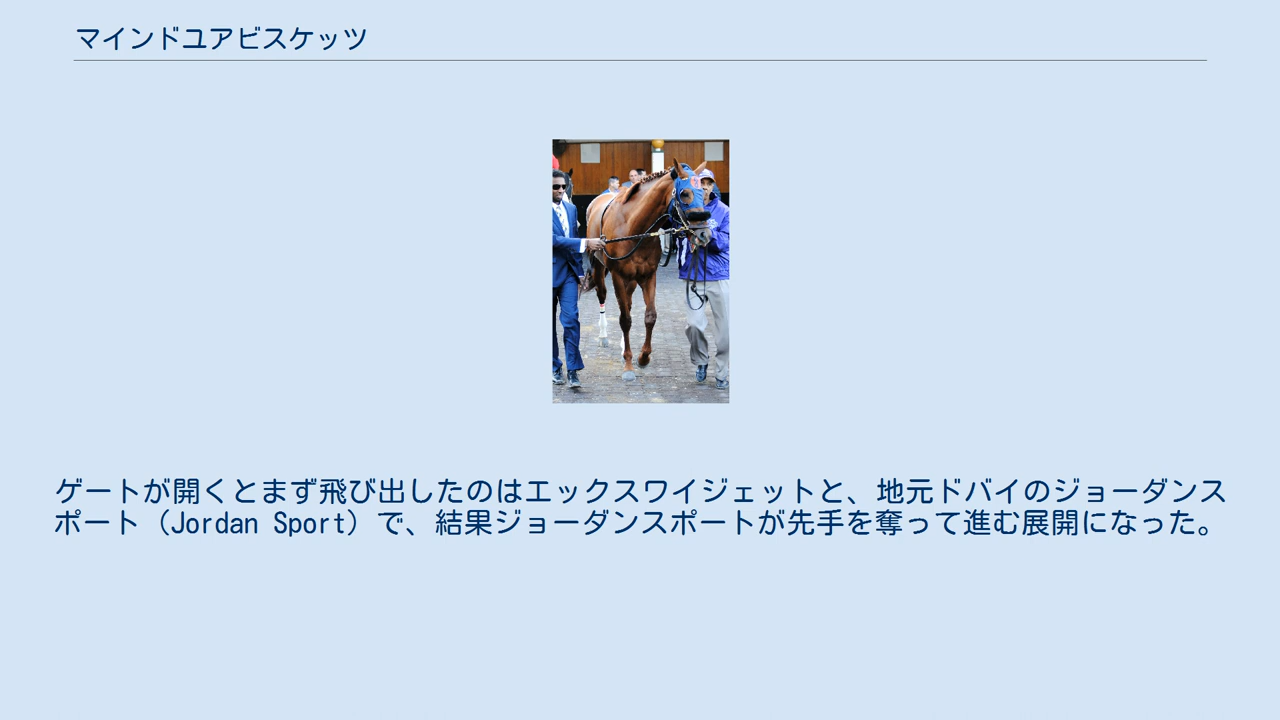 マインドユアビスケッツ
ゲートが開くとまず飛び出したのはエックスワイジェットと、地元ドバイのジョーダンス
ポート（Jordan Sport）で、結果ジョーダンスポートが先手を奪って進む展開になった。